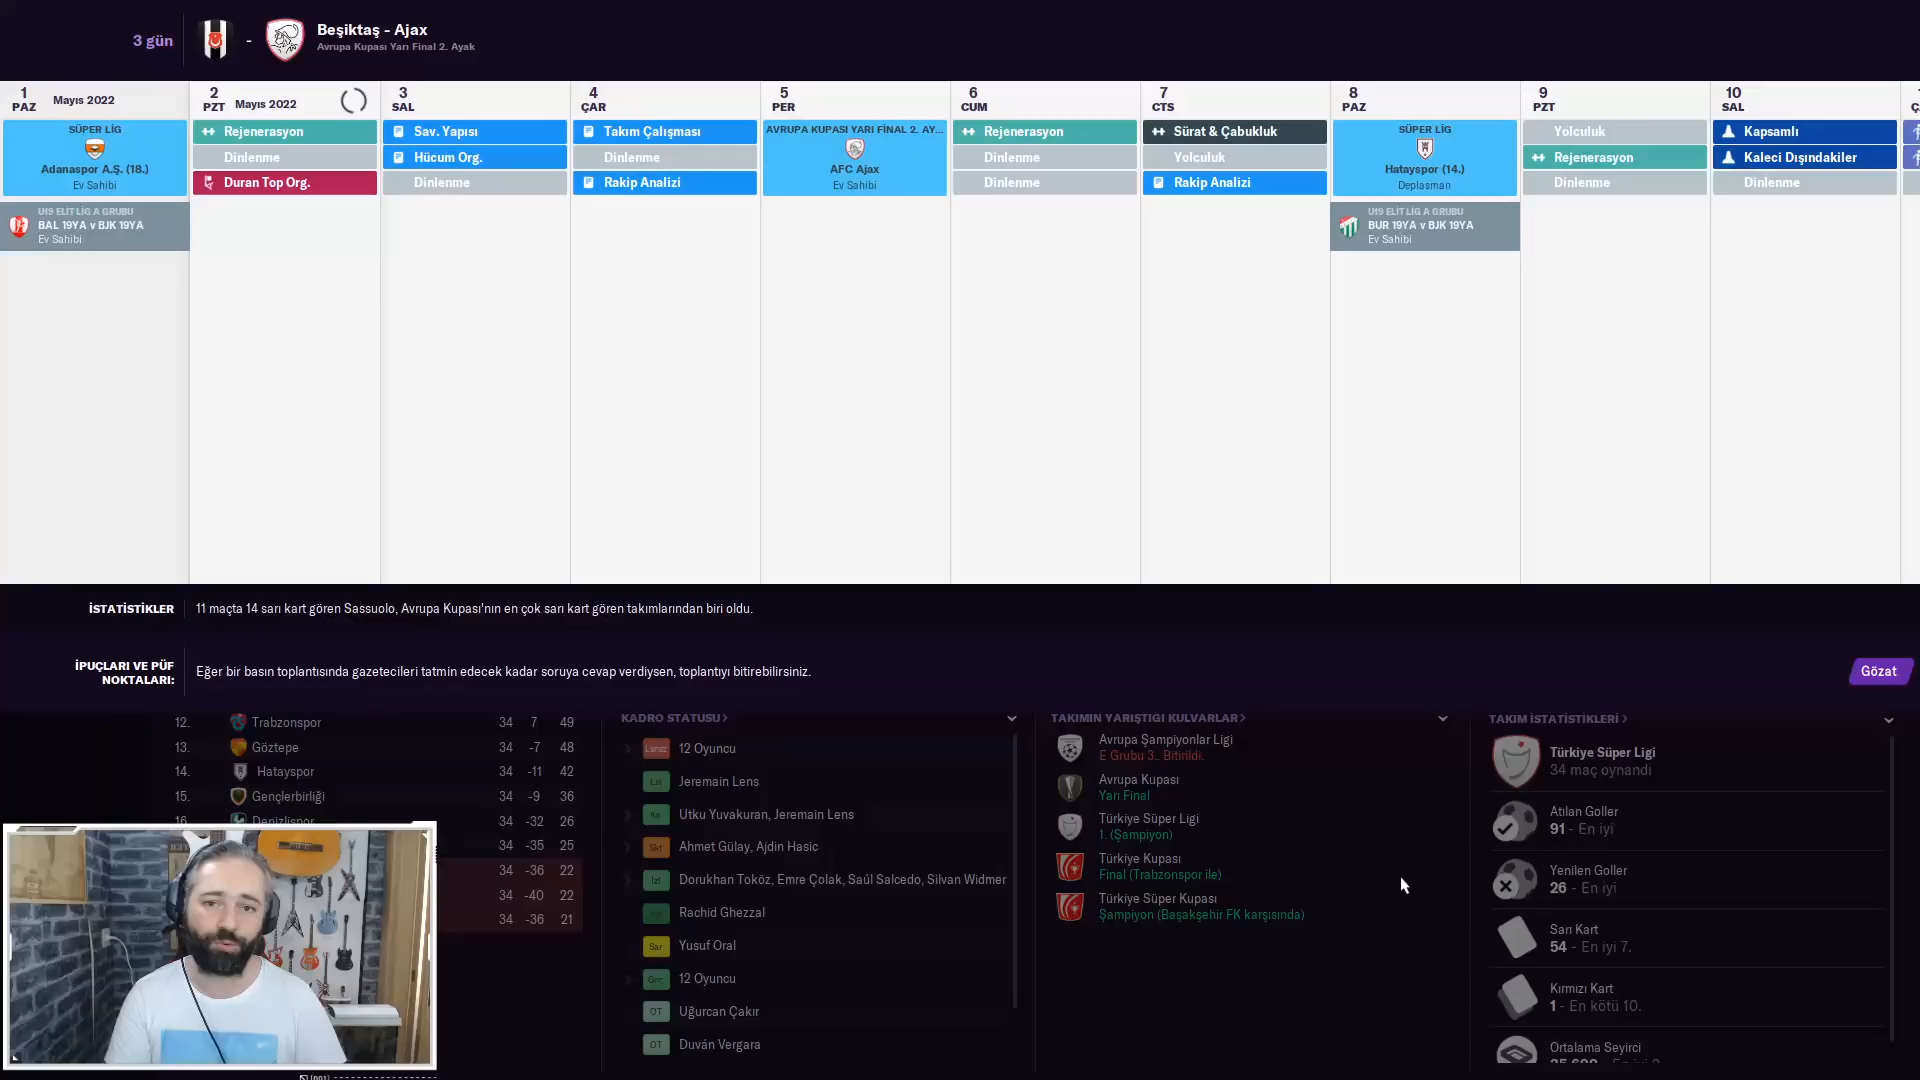 3 gün
-
Beşiktaş - Ajax
Avrupa Kupası Yarı Final 2. Ayak
1
PAZ
Mayıs 2022
2
PZT
Mayıs 2022
3
SAL
4
ÇAR
5
PER
6
CUM
7
CTS
8
PAZ
9
PZT
10
SAL
SÜPER LİG
Adanaspor A.Ş. (18.)
Ev Sahibi
U19 ELİT LİG A GRUBU
BAL 19YA v BJK 19YA
Ev Sahibi
Rejenerasyon
Dinlenme
Duran Top Org.
Sav. Yapısı
Hücum Org.
Dinlenme
Takım Çalışması
Dinlenme
Rakip Analizi
AVRUPA KUPASI YARI FİNAL 2. AY...
AFC Ajax
Ev Sahibi
Rejenerasyon
Dinlenme
Dinlenme
Sürat & Çabukluk
Yolculuk
Rakip Analizi
SÜPER LİG
Hatayspor (14.)
Deplasman
U19 ELİT LİG A GRUBU
BUR 19YA v BJK 19YA
Ev Sahibi
Yolculuk
Rejenerasyon
Dinlenme
Kapsamlı
Kaleci Dışındakiler
Dinlenme
İSTATİSTİKLER
11 maçta 14 sarı kart gören Sassuolo, Avrupa Kupası'nın en çok sarı kart gören takımlarından biri oldu.
İPUÇLARI VE PÜF
NOKTALARI:
Eğer bir basın toplantısında gazetecileri tatmin edecek kadar soruya cevap verdiysen, toplantıyı bitirebilirsiniz.
Gözat
12. Trabzonspor 34 7 49
13. Göztepe 34 -7 48
14. Hatayspor 34 -11 42
15. Gençlerbirliği 34 -9 36
16. Denizlispor 34 -32 26
34 -35 25
34 -36 22
34 -40 22
34 -36 21
KADRO STATUSU
12 Oyuncu
Jeremain Lens
Utku Yuvakuran, Jeremain Lens
Skt Ahmet Gülay, Ajdin Hasic
İzl Dorukhan Toköz, Emre Çolak, Saúl Salcedo, Silvan Widmer
Rachid Ghezzal
Sar Yusuf Oral
12 Oyuncu
OT Uğurcan Çakır
OT Duván Vergara
TAKIMIN YARIŞTIĞI KULVARLAR
Avrupa Şampiyonlar Ligi
E Grubu 3.. Bitirildi.
Avrupa Kupası
Yarı Final
Türkiye Süper Ligi
1. (Şampiyon)
Türkiye Kupası
Final (Trabzonspor ile)
Türkiye Süper Kupası
Şampiyon (Başakşehir FK karşısında)
TAKIM İSTATİSTİKLERİ
Türkiye Süper Ligi
34 maç oynandı
Atılan Goller
91 - En iyi
Yenilen Goller
26 - En iyi
Sarı Kart
54 - En iyi 7.
Kırmızı Kart
1 - En kötü 10.
Ortalama Seyirci